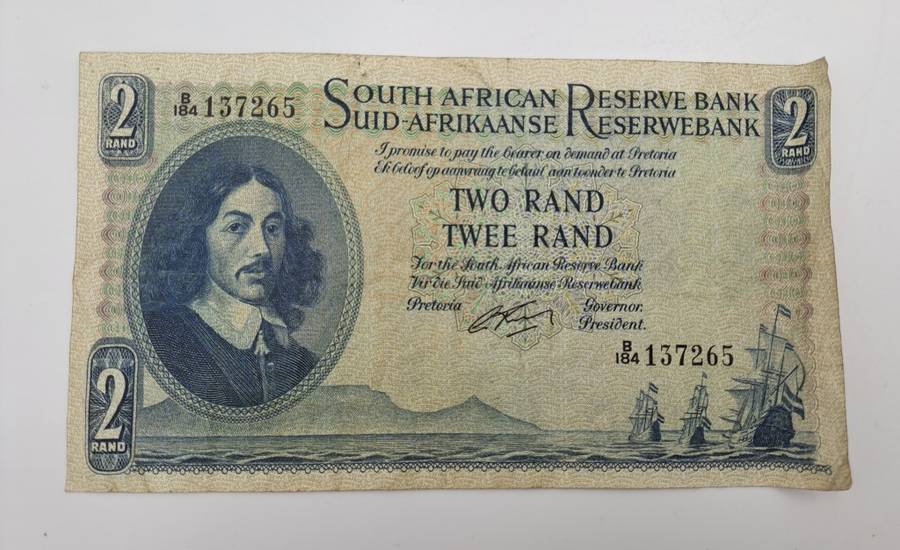 2 RAND
B/184 137265
SOUTH AFRICAN RESERVE BANK
SUID-AFRIKAANSE RESERWEBANK
2 RAND
I promise to pay the bearer on demand at Pretoria
Ek beloof op aanvraag te betaal aan toonder te Pretoria
TWO RAND
TWEE RAND
For the South African Reserve Bank
Vir die Suid-Afrikaanse Reserwebank
Pretoria Governor.
President.
B/184 137265
2 RAND